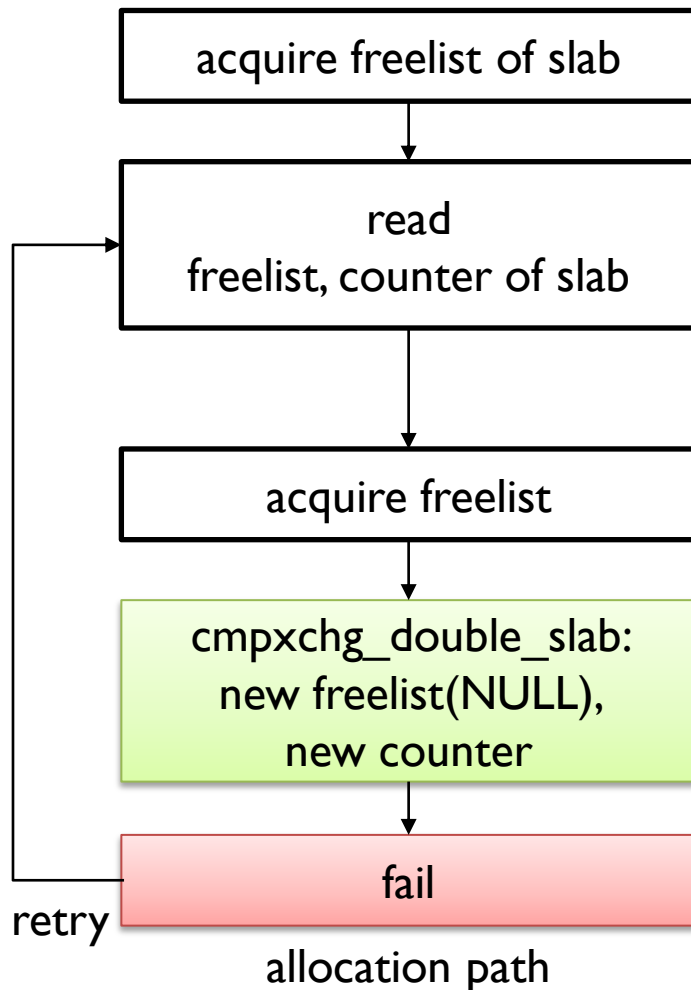 acquire freelist of slab
read
freelist, counter of slab
acquire freelist
cmpxchg_double_slab:
new freelist(NULL),
new counter
fail
retry
allocation path